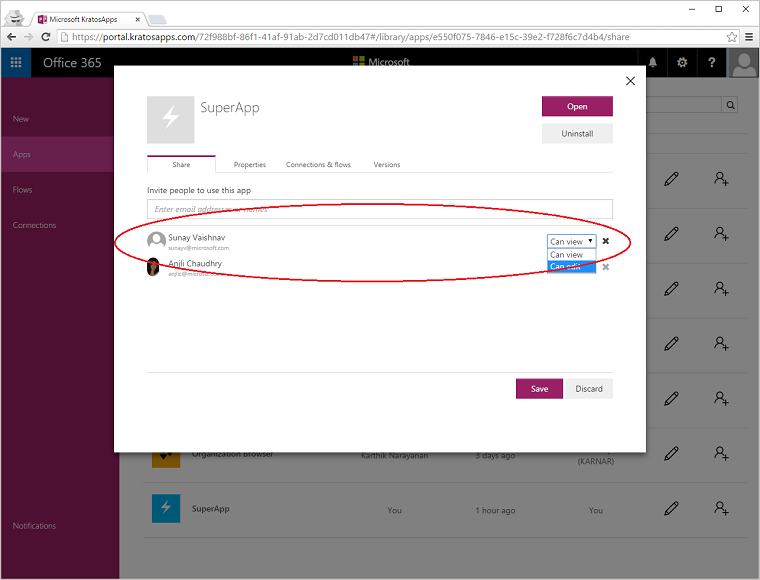 Microsoft KratosApps
https://portal.kratosapps.com/72f988bf-86f1-41af-91ab-2d7cd011db47#/library/apps/e550f075-7846-e15c-39e2-f728f6c7d4b4/share
Office 365
Microsoft
?
SuperApp
Open
Uninstall
New
Apps
Flows
Connections
Notifications
Share Properties Connections & flows Versions
Invite people to use this app
Enter email addresses or names
Sunay Vaishnav
sunayv@microsoft.com
Can view
Can view
Can edit
Anjli Chaudhry
anjlic@microsoft.com
Save Discard
Organization Browser Karthik Narayanan 3 days ago
(KARNAR)
SuperApp You 1 hour ago You